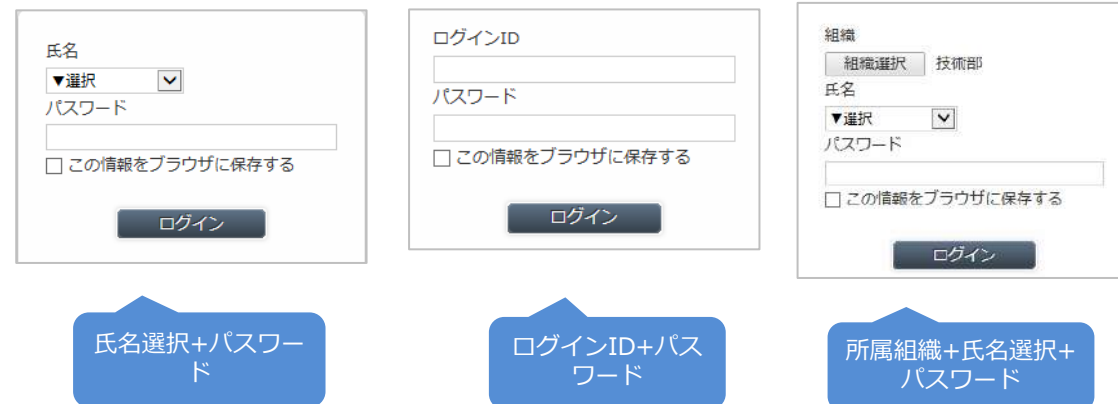 氏名
▼選択
パスワード
この情報をブラウザに保存する
ログイン
氏名選択+パスワー
ド
ログインID
パスワード
この情報をブラウザに保存する
ログイン
ログインID+パス
ワード
組織
組織選択 技術部
氏名
▼選択
パスワード
この情報をブラウザに保存する
ログイン
所属組織+氏名選択+
パスワード